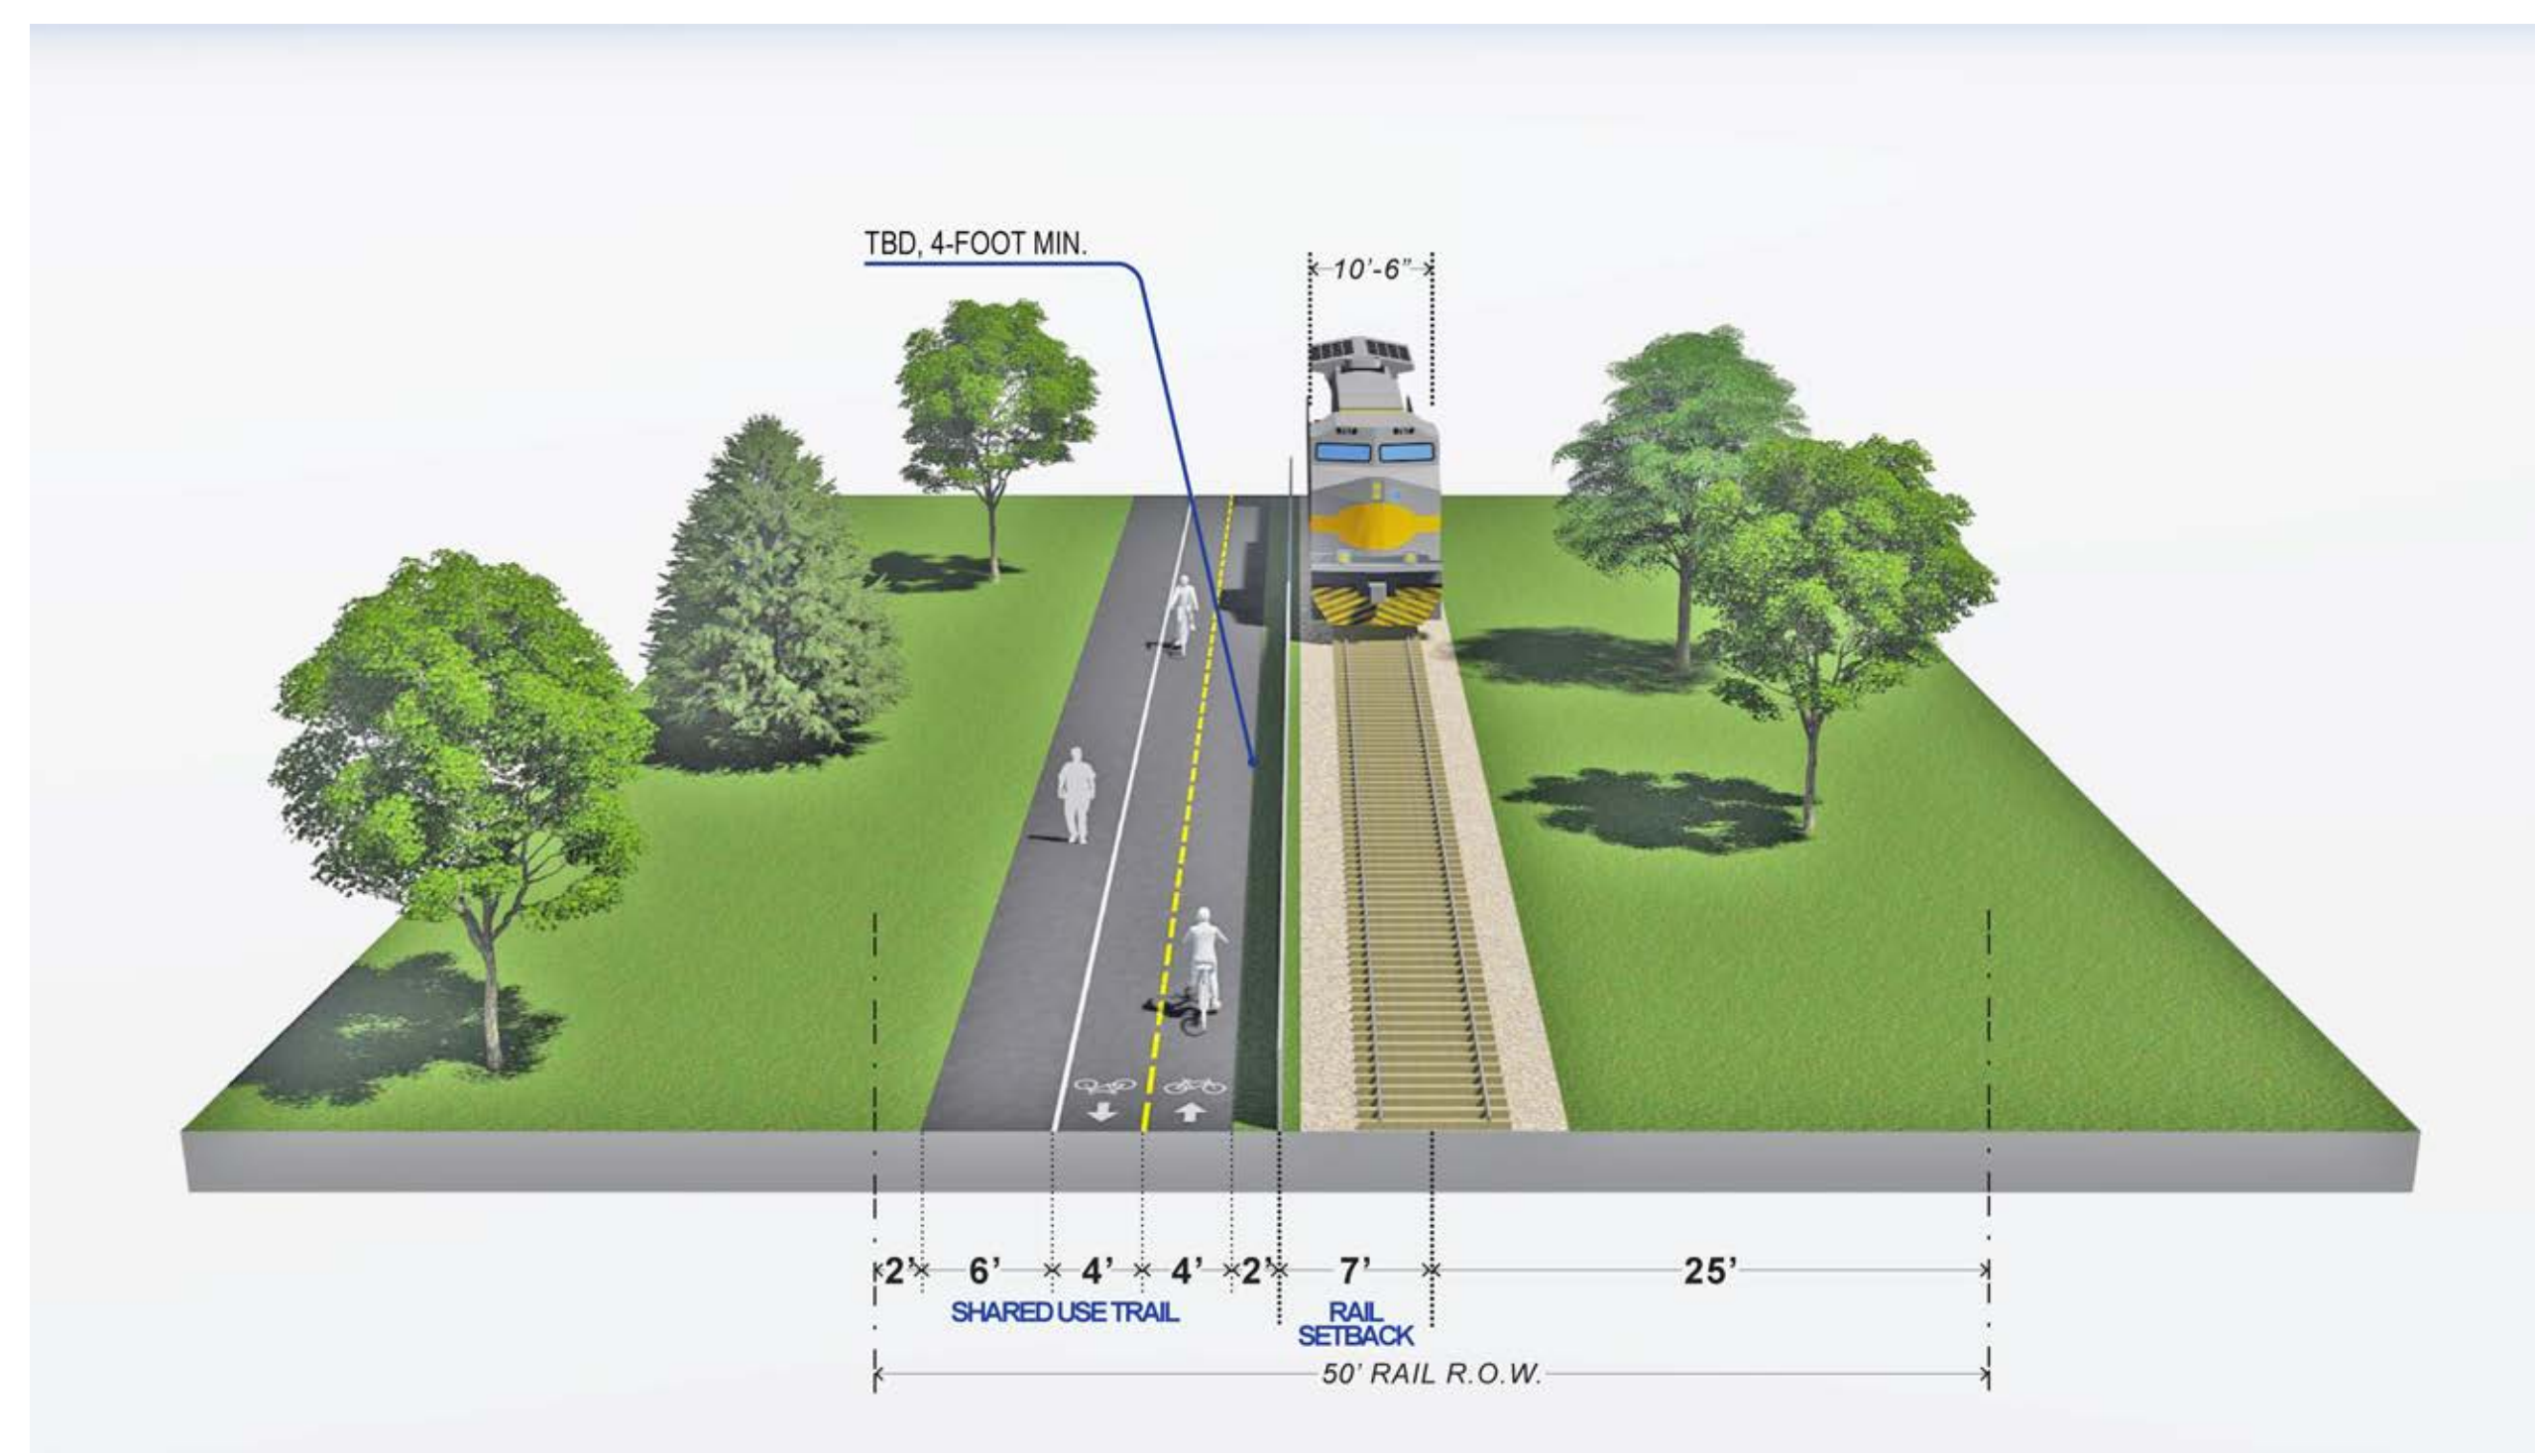 TBD, 4-FOOT MIN.
10’-6”
2’ 6’ 4’ 4’ 2’ 7’ 25’
SHARED USE TRAIL
RAIL
SETBACK
50’ RAIL R.O.W.